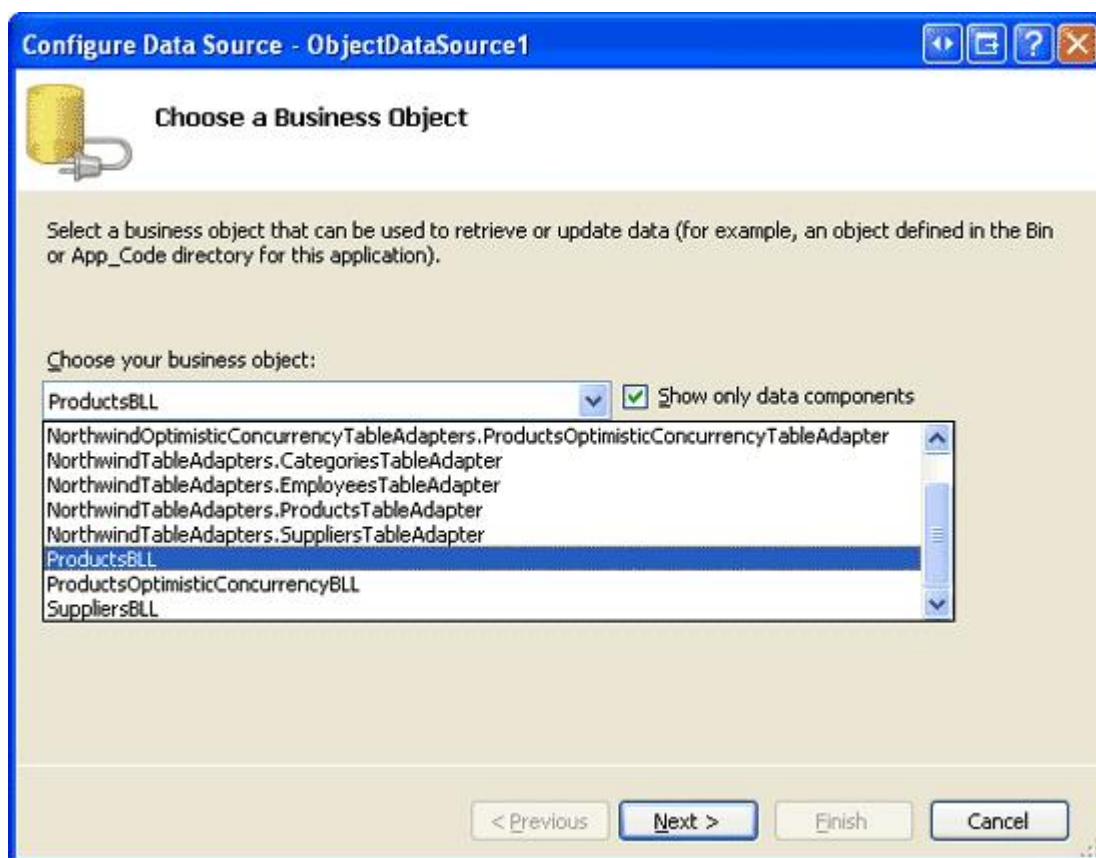 Configure Data Source - ObjectDataSource1
Choose a Business Object
Select a business object that can be used to retrieve or update data (for example, an object defined in the Bin
or App_Code directory for this application).
Choose your business object:
ProductsBLL
Show only data components
NorthwindOptimisticConcurrencyTableAdapters.ProductsOptimisticConcurrencyTableAdapter
NorthwindTableAdapters.CategoriesTableAdapter
NorthwindTableAdapters.EmployeesTableAdapter
NorthwindTableAdapters.ProductsTableAdapter
NorthwindTableAdapters.SuppliersTableAdapter
ProductsBLL
ProductsOptimisticConcurrencyBLL
SuppliersBLL
< Previous
Next >
Finish
Cancel